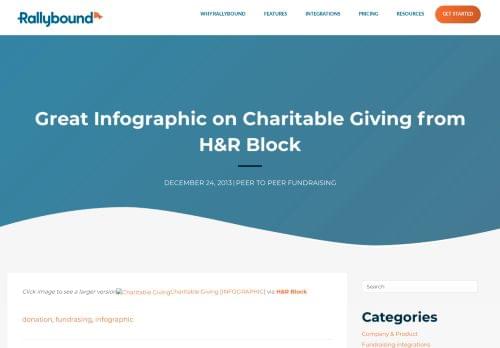 Rallybound
WHY RALLYBOUND FEATURES INTEGRATIONS PRICING RESOURCES GET STARTED
Great Infographic on Charitable Giving from
H&R Block
DECEMBER 24, 2013 | PEER TO PEER FUNDRAISING
Click image to see a larger version Charitable Giving Charitable Giving [INFOGRAPHIC] via H&R Block
donation, fundrasing, infographic
Search
Categories
Company & Product
Fundraising integrations